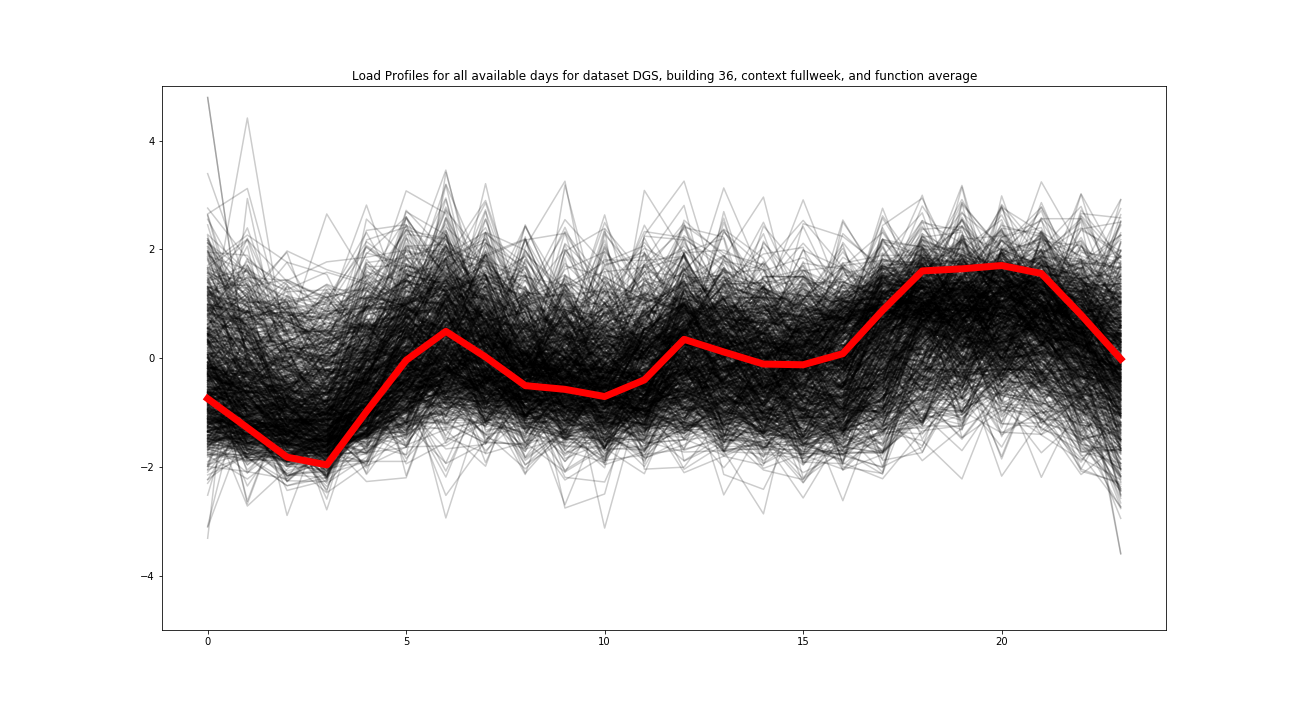 Load Profiles for all available days for dataset DGS, building 36, context fullweek, and function average
4
2
0
−2
−4
0 5 10 15 20